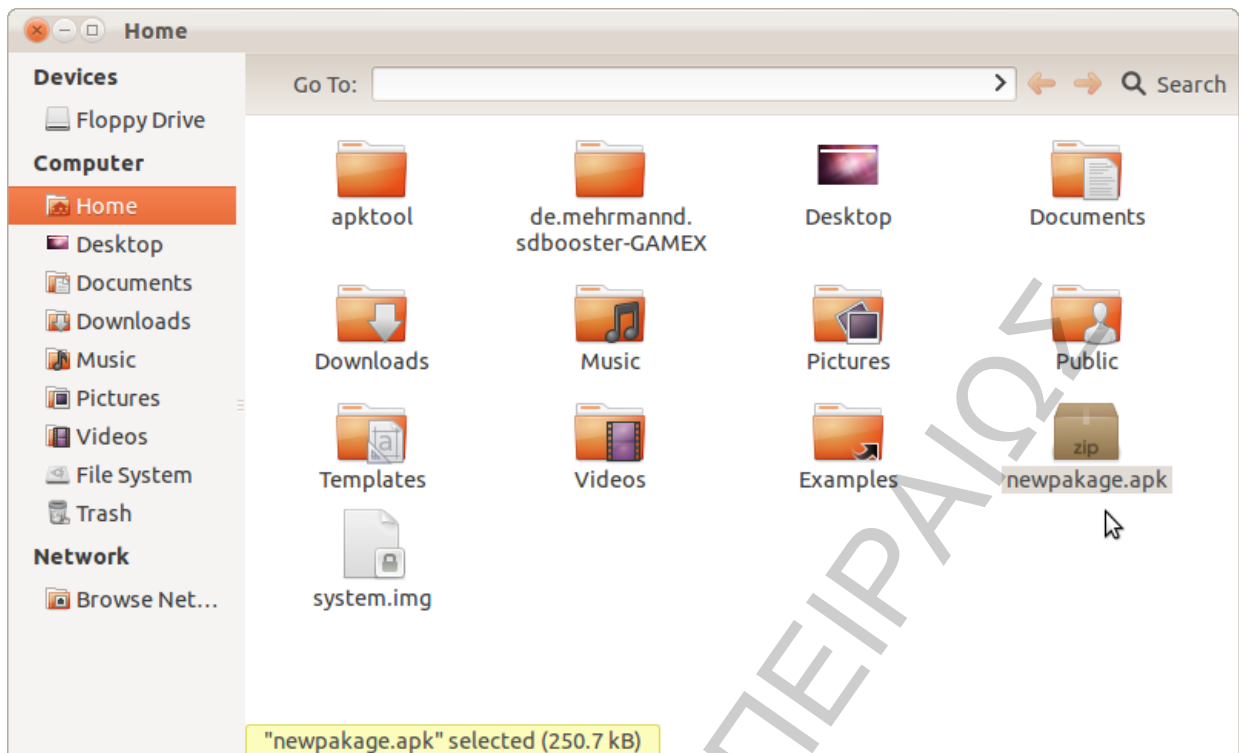 Home
Devices
Floppy Drive
Computer
Home
Desktop
Documents
Downloads
Music
Pictures
Videos
File System
Trash
Network
Browse Net...
Go To:
Search
apktool
de.mehrmannd.
sdbooster-GAMEX
Desktop
Documents
Downloads
Music
Pictures
Public
Templates
Videos
Examples
zip
newpakage.apk
system.img
"newpakage.apk" selected (250.7 kB)
ΠΕΙΡΑΙΩΣ